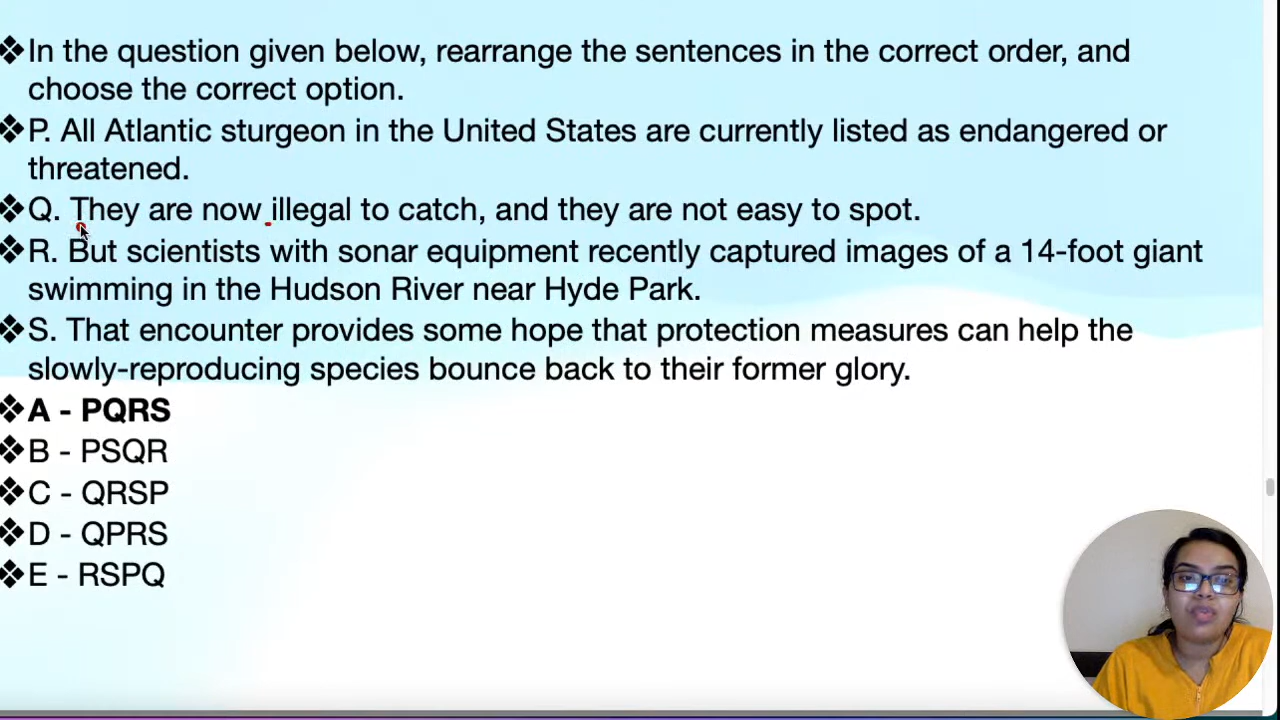 ❖In the question given below, rearrange the sentences in the correct order, and
choose the correct option.
❖P. All Atlantic sturgeon in the United States are currently listed as endangered or
threatened.
❖Q. They are now illegal to catch, and they are not easy to spot.
❖R. But scientists with sonar equipment recently captured images of a 14-foot giant
swimming in the Hudson River near Hyde Park.
❖S. That encounter provides some hope that protection measures can help the
slowly-reproducing species bounce back to their former glory.
❖A - PQRS
❖B - PSQR
❖C - QRSP
❖D - QPRS
❖E - RSPQ